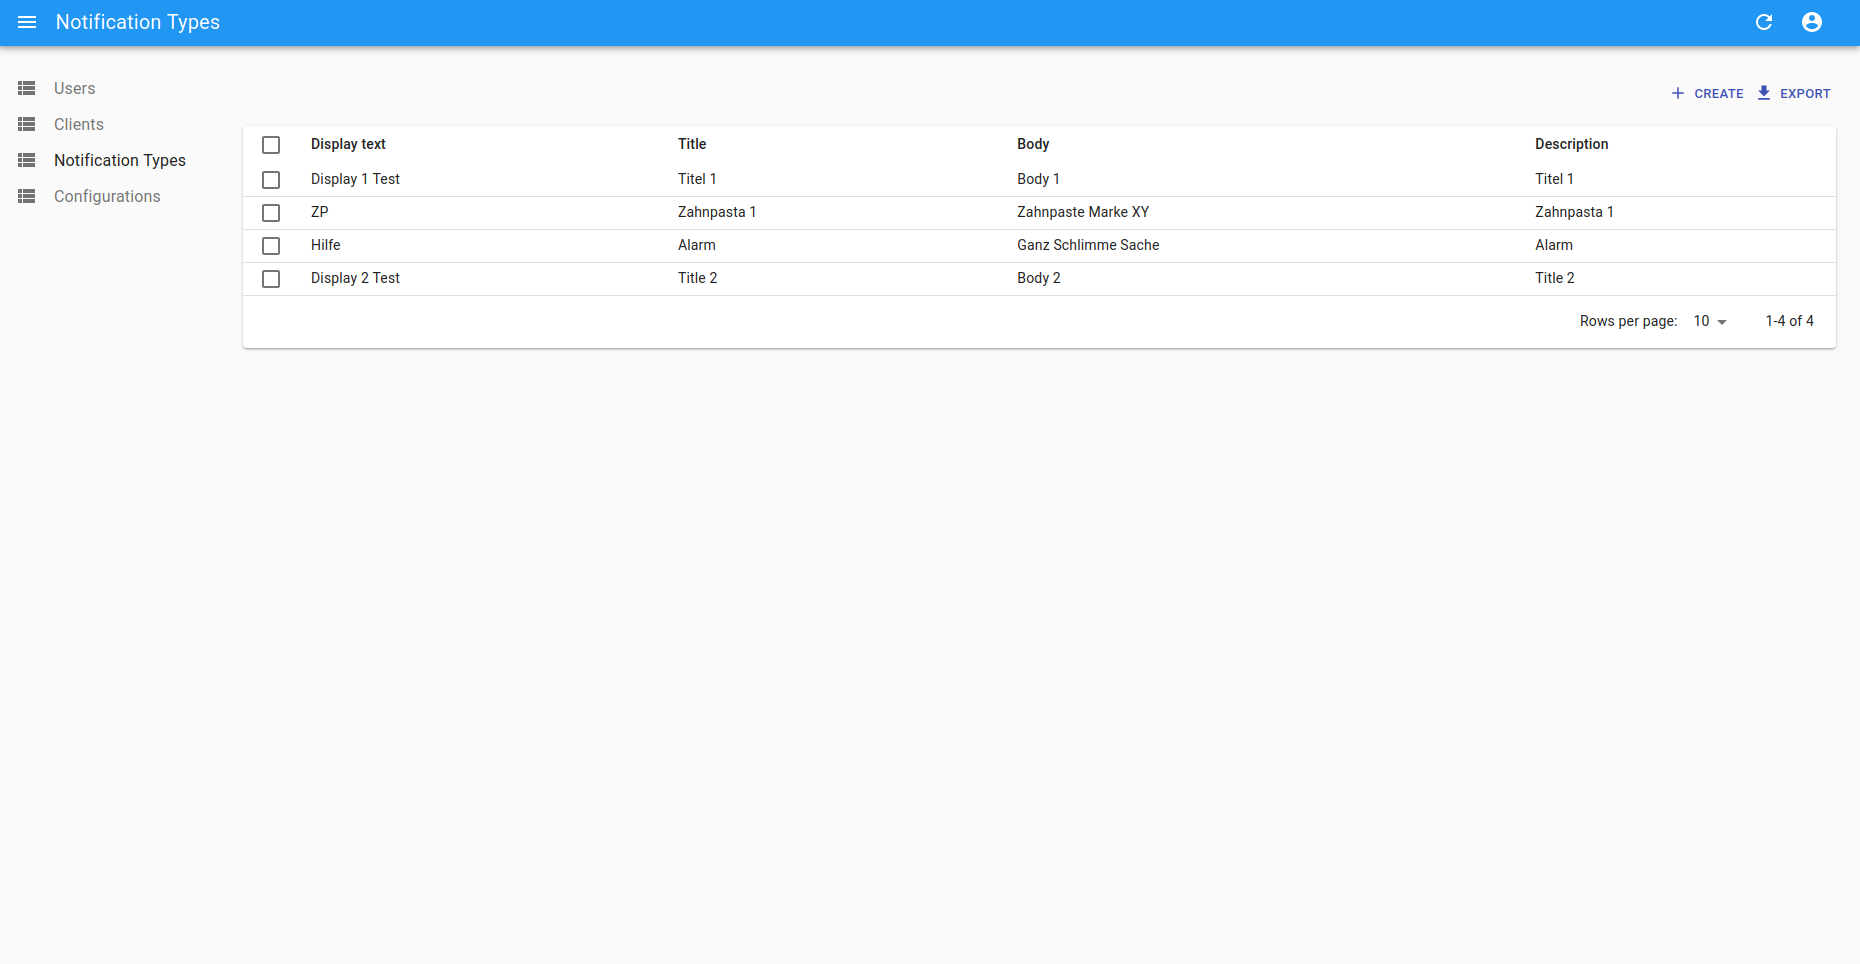 Notification Types
Users
Clients
Notification Types
Configurations
CREATE EXPORT
Display text Title Body Description
Display 1 Test Titel 1 Body 1 Titel 1
ZP Zahnpasta 1 Zahnpaste Marke XY Zahnpasta 1
Hilfe Alarm Ganz Schlimme Sache Alarm
Display 2 Test Title 2 Body 2 Title 2
Rows per page: 10 1-4 of 4